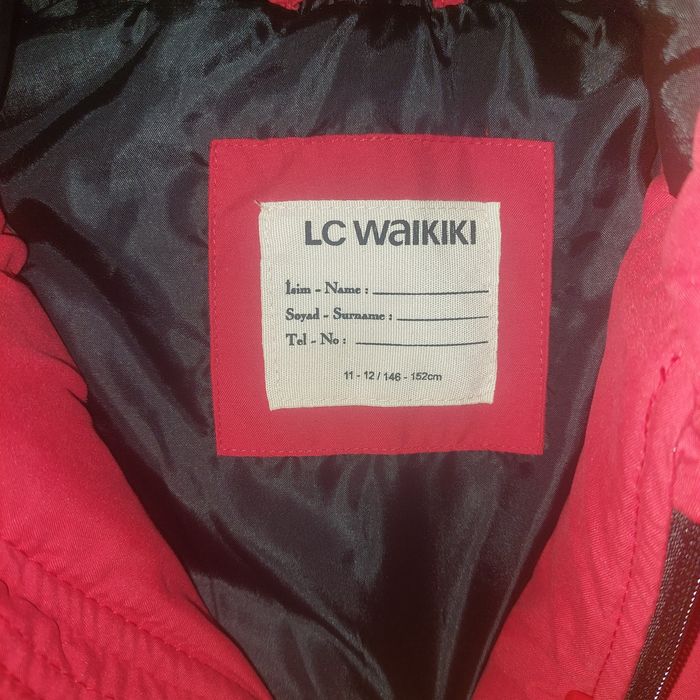 LC WAIKIKI
İsim - Name :
Soyad - Surname :
Tel - No :
11 - 12 / 146 - 152cm